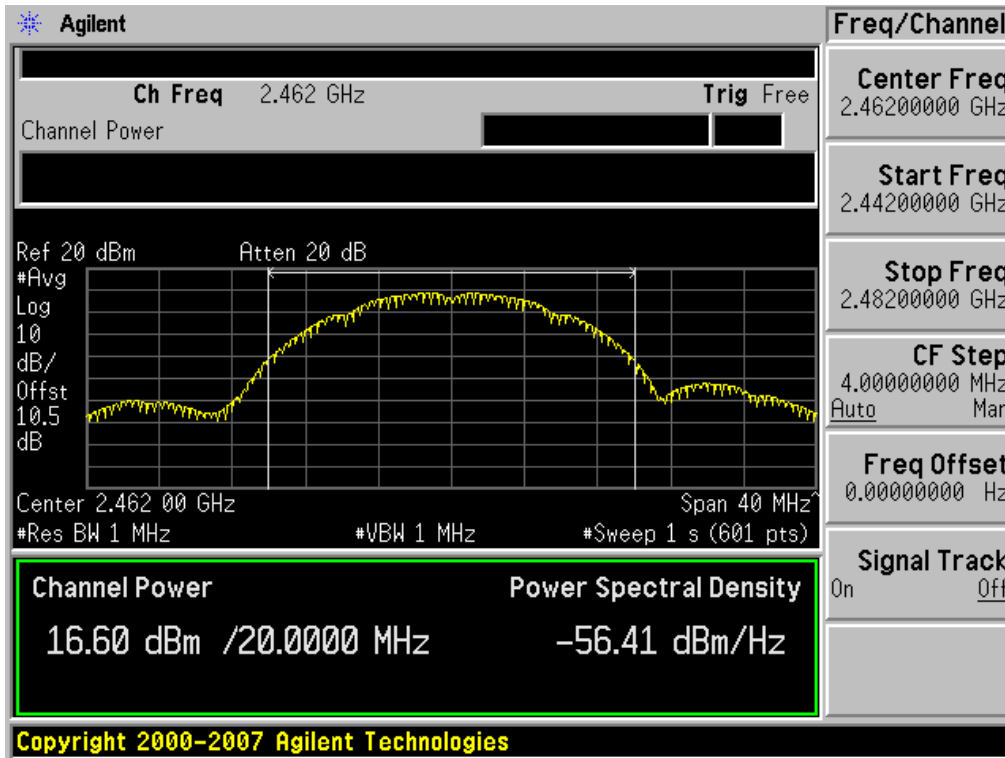 Agilent
Freq/Channel
Ch Freq 2.462 GHz Trig Free
Channel Power
Center Freq
2.46200000 GHz
Start Freq
2.44200000 GHz
Stop Freq
2.48200000 GHz
CF Step
4.00000000 MHz
Auto Man
Freq Offset
0.00000000 Hz
Signal Track
On Off
Ref 20 dBm Atten 20 dB
#Avg
Log
10
dB/
Offst
10.5
dB
Center 2.462 00 GHz Span 40 MHz^
#Res BW 1 MHz #VBW 1 MHz #Sweep 1 s (601 pts)
Channel Power Power Spectral Density
16.60 dBm /20.0000 MHz -56.41 dBm/Hz
Copyright 2000-2007 Agilent Technologies